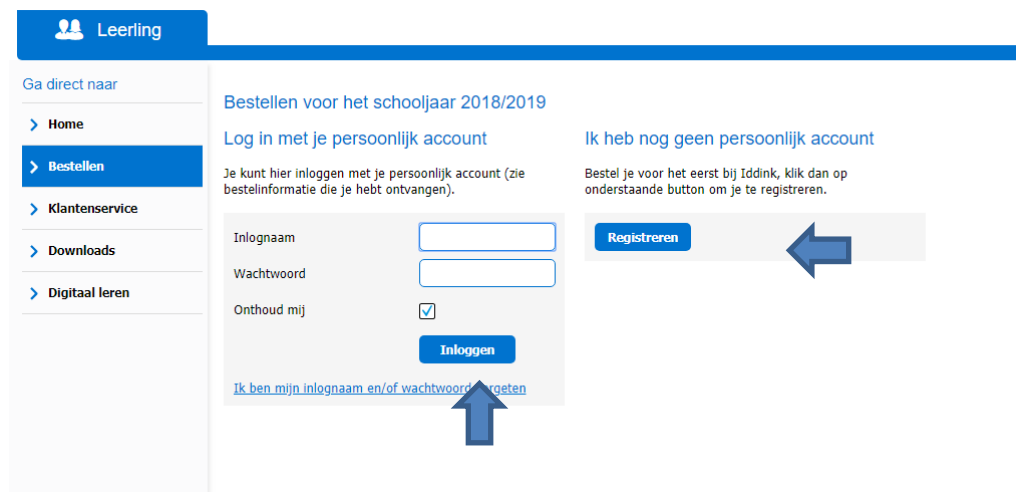 Leerling
Ga direct naar
Home
Bestellen
Klantenservice
Downloads
Digitaal leren
Bestellen voor het schooljaar 2018/2019
Log in met je persoonlijk account
Je kunt hier inloggen met je persoonlijk account (zie
bestelinformatie die je hebt ontvangen).
Inlognaam
Wachtwoord
Onthoud mij
Inloggen
Ik ben mijn inlognaam en/of wachtwoord vergeten
Ik heb nog geen persoonlijk account
Bestel je voor het eerst bij Iddink, klik dan op
onderstaande button om je te registreren.
Registreren